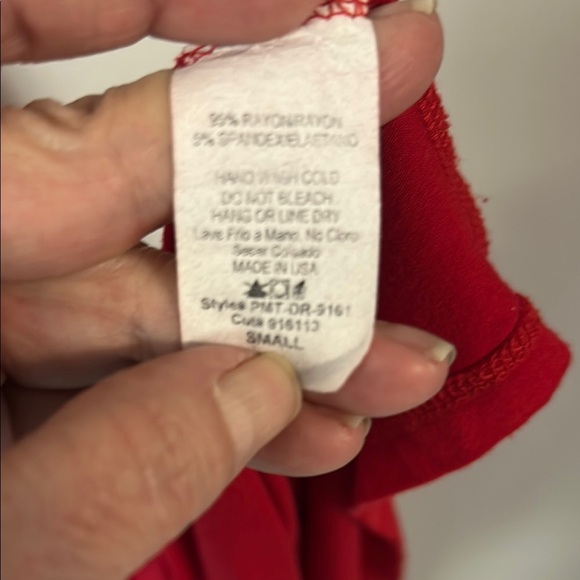 95% RAYON/RAYON
5% SPANDEX/ELASTANO
HAND WASH COLD
DO NOT BLEACH
HANG OR LINE DRY
Lave Frio a Mano, No Cloro
Secar Colgado
MADE IN USA
Style# PMT-DR-9161
Cut# 916113
SMALL